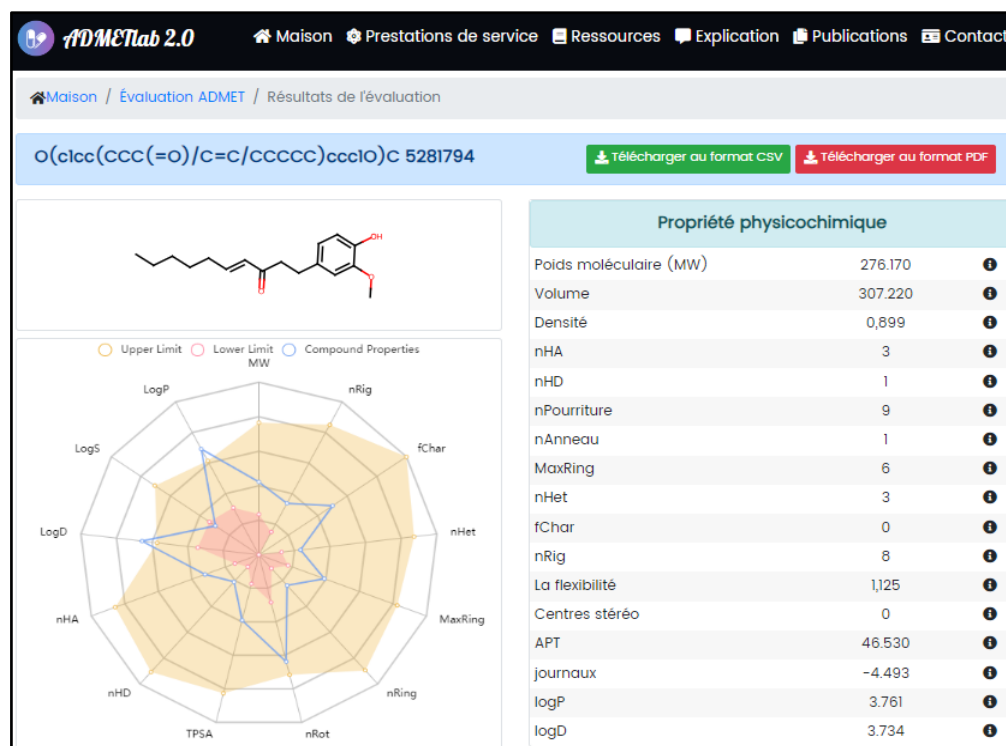 ADMETlab 2.0 Maison Prestations de service Ressources Explication Publications Contact
Maison / Évaluation ADMET / Résultats de l'évaluation
O(c1cc(CCC(=O)/C=C/CCCCC)ccc1O)C 5281794 Télécharger au format CSV Télécharger au format PDF
OH
O
O
Upper Limit Lower Limit Compound Properties
MW
nRig
fChar
nHet
MaxRing
nRing
nRot
TPSA
nHD
nHA
LogD
LogS
LogP
Propriété physicochimique
Poids moléculaire (MW) 276.170
Volume 307.220
Densité 0,899
nHA 3
nHD 1
nPourriture 9
nAnneau 1
MaxRing 6
nHet 3
fChar 0
nRig 8
La flexibilité 1,125
Centres stéréo 0
APT 46.530
journaux -4.493
logP 3.761
logD 3.734